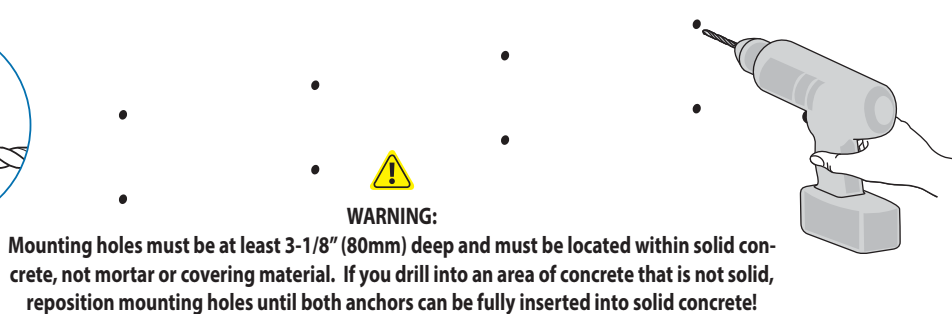 WARNING:
Mounting holes must be at least 3-1/8” (80mm) deep and must be located within solid con-
crete, not mortar or covering material.  If you drill into an area of concrete that is not solid,
reposition mounting holes until both anchors can be fully inserted into solid concrete!